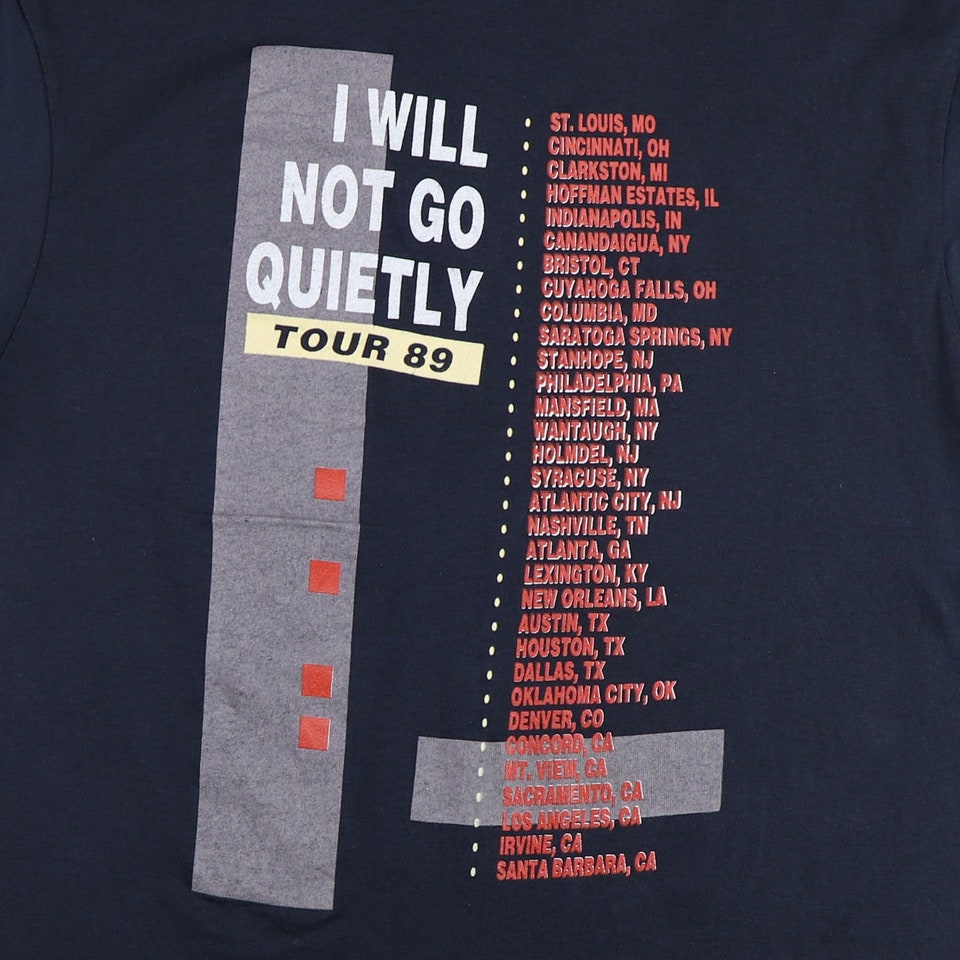 I WILL
NOT GO
QUIETLY
TOUR 89
ST. LOUIS, MO
CINCINNATI, OH
CLARKSTON, MI
HOFFMAN ESTATES, IL
INDIANAPOLIS, IN
CANANDAIGUA, NY
BRISTOL, CT
CUYAHOGA FALLS, OH
COLUMBIA, MD
SARATOGA SPRINGS, NY
STANHOPE, NJ
PHILADELPHIA, PA
MANSFIELD, MA
WANTAUGH, NY
HOLMDEL, NJ
SYRACUSE, NY
ATLANTIC CITY, NJ
NASHVILLE, TN
ATLANTA, GA
LEXINGTON, KY
NEW ORLEANS, LA
AUSTIN, TX
HOUSTON, TX
DALLAS, TX
OKLAHOMA CITY, OK
DENVER, CO
CONCORD, CA
MT. VIEW, CA
SACRAMENTO, CA
LOS ANGELES, CA
IRVINE, CA
SANTA BARBARA, CA